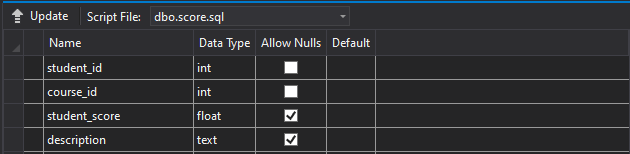 Update Script File: dbo.score.sql
Name Data Type Allow Nulls Default
student_id int
course_id int
student_score float
description text